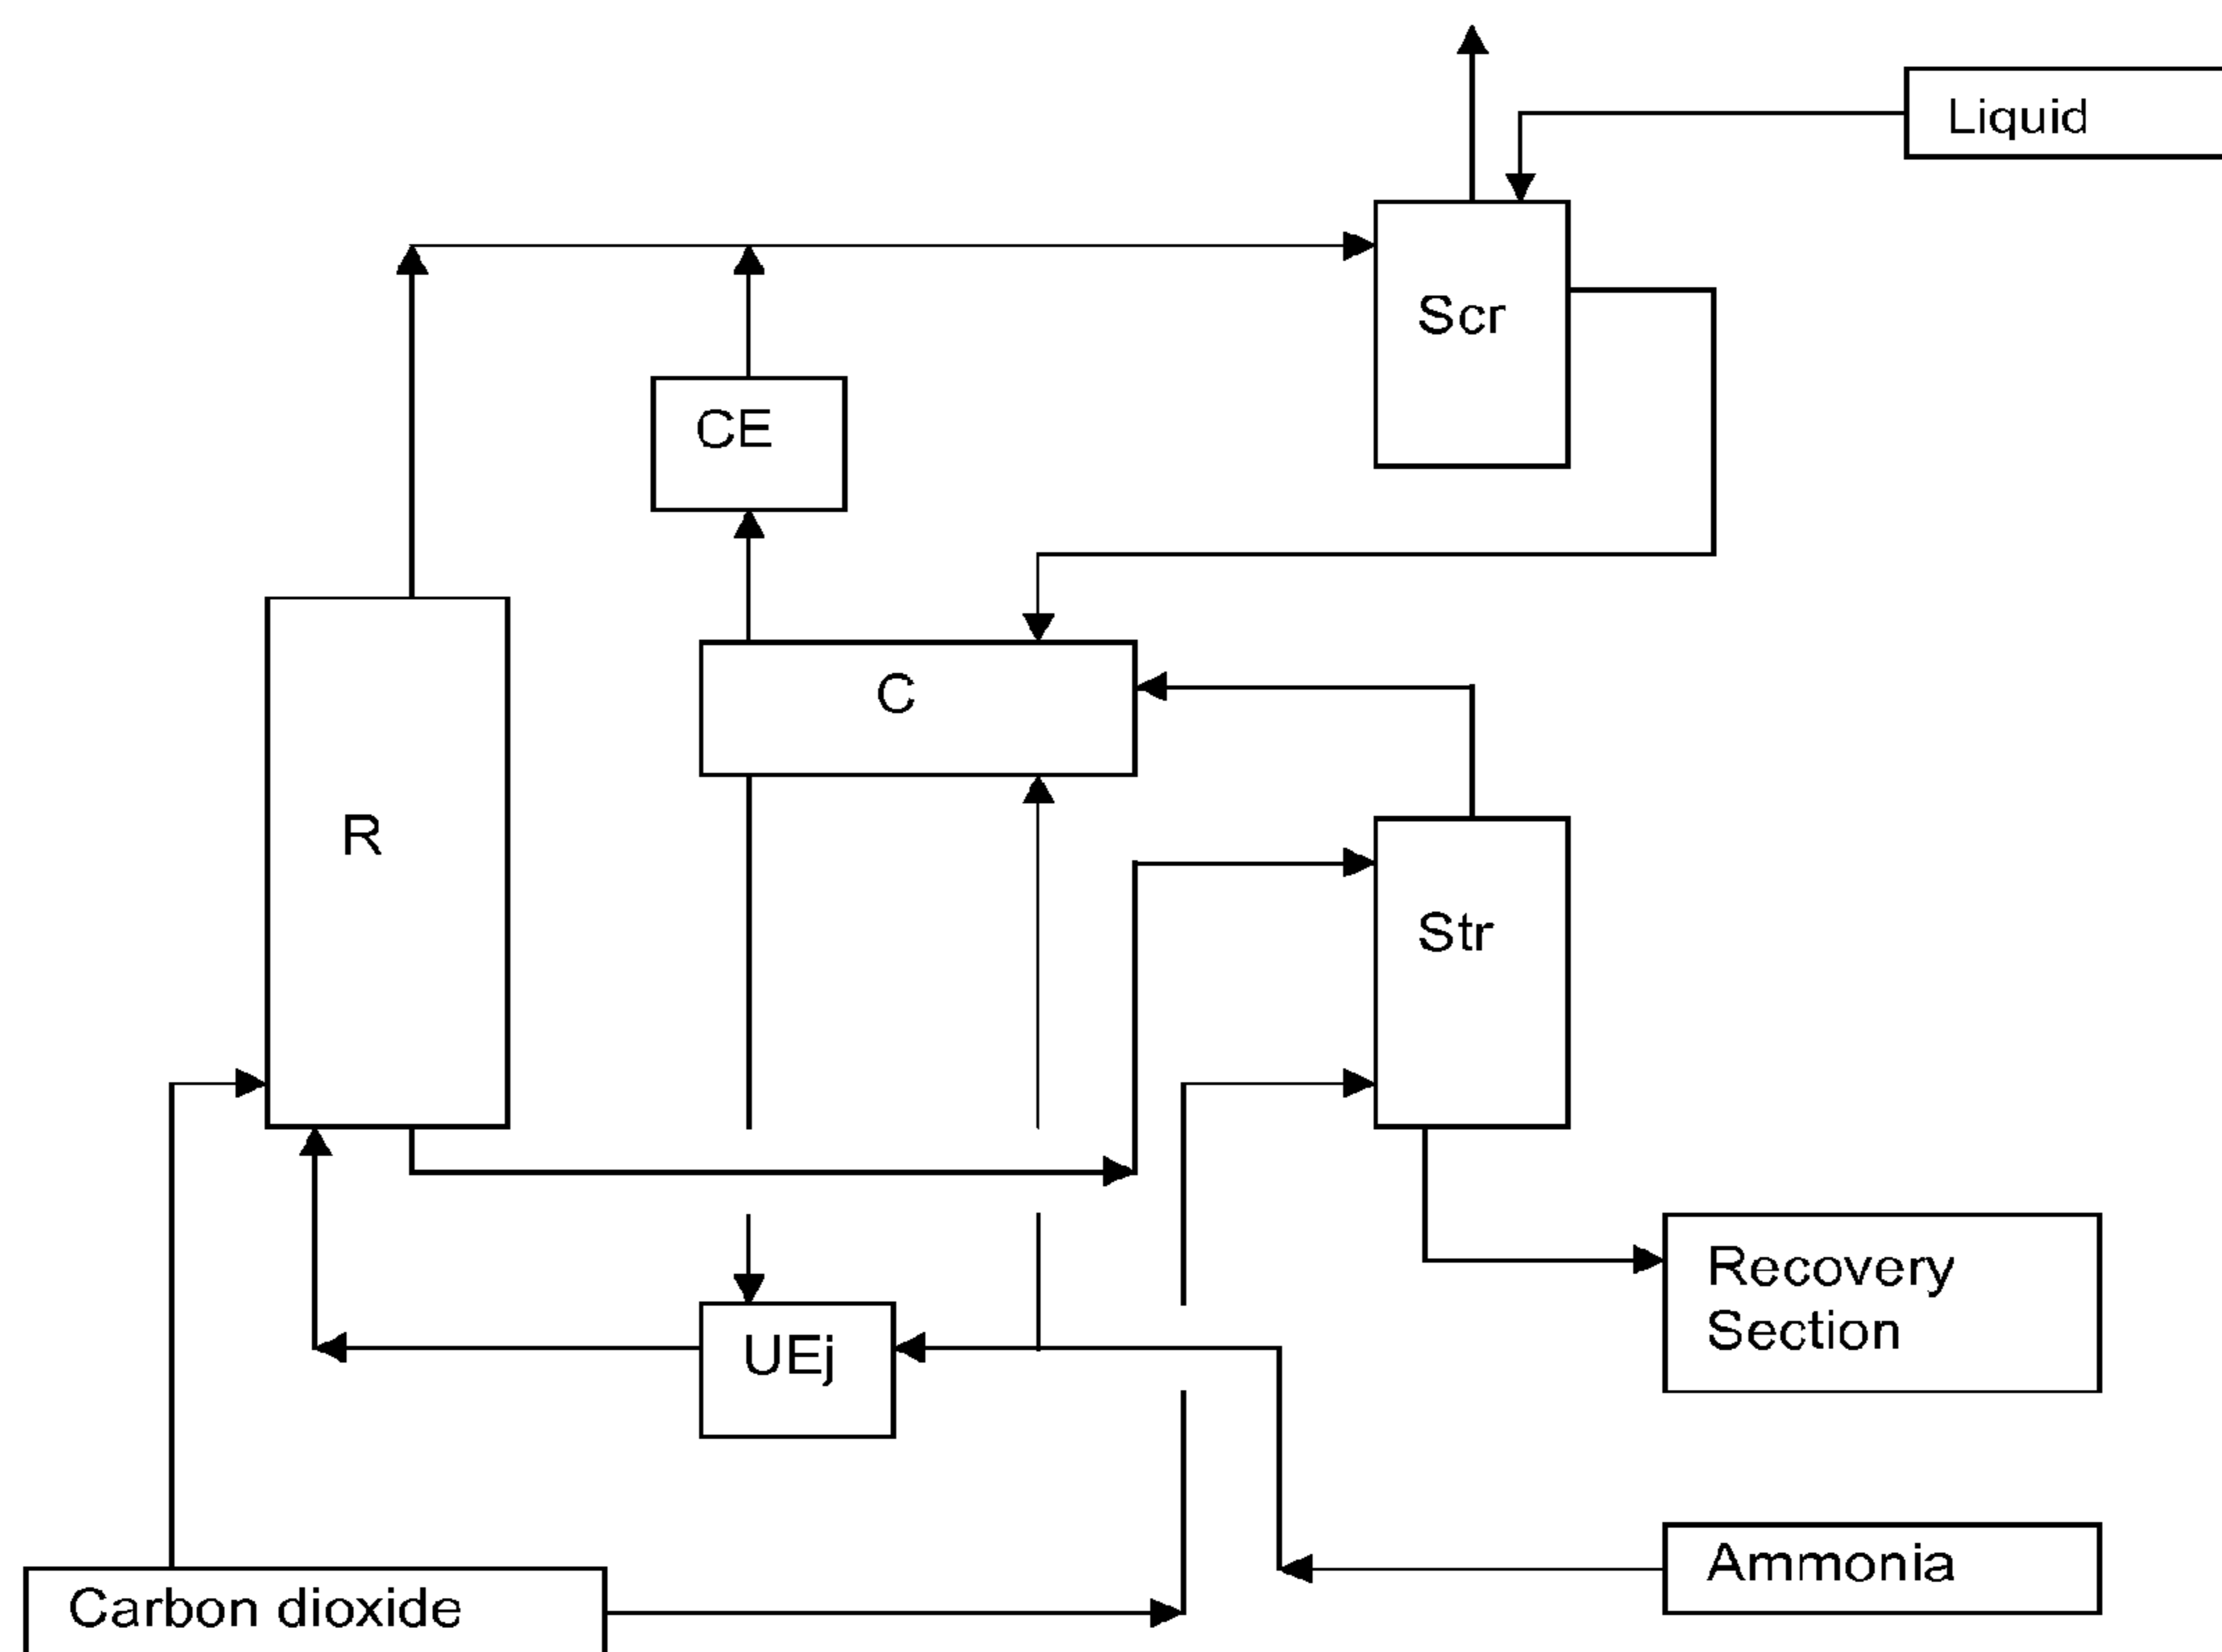 Liquid
Scr
CE
C
R
Str
Recovery
Section
UEj
Ammonia
Carbon dioxide